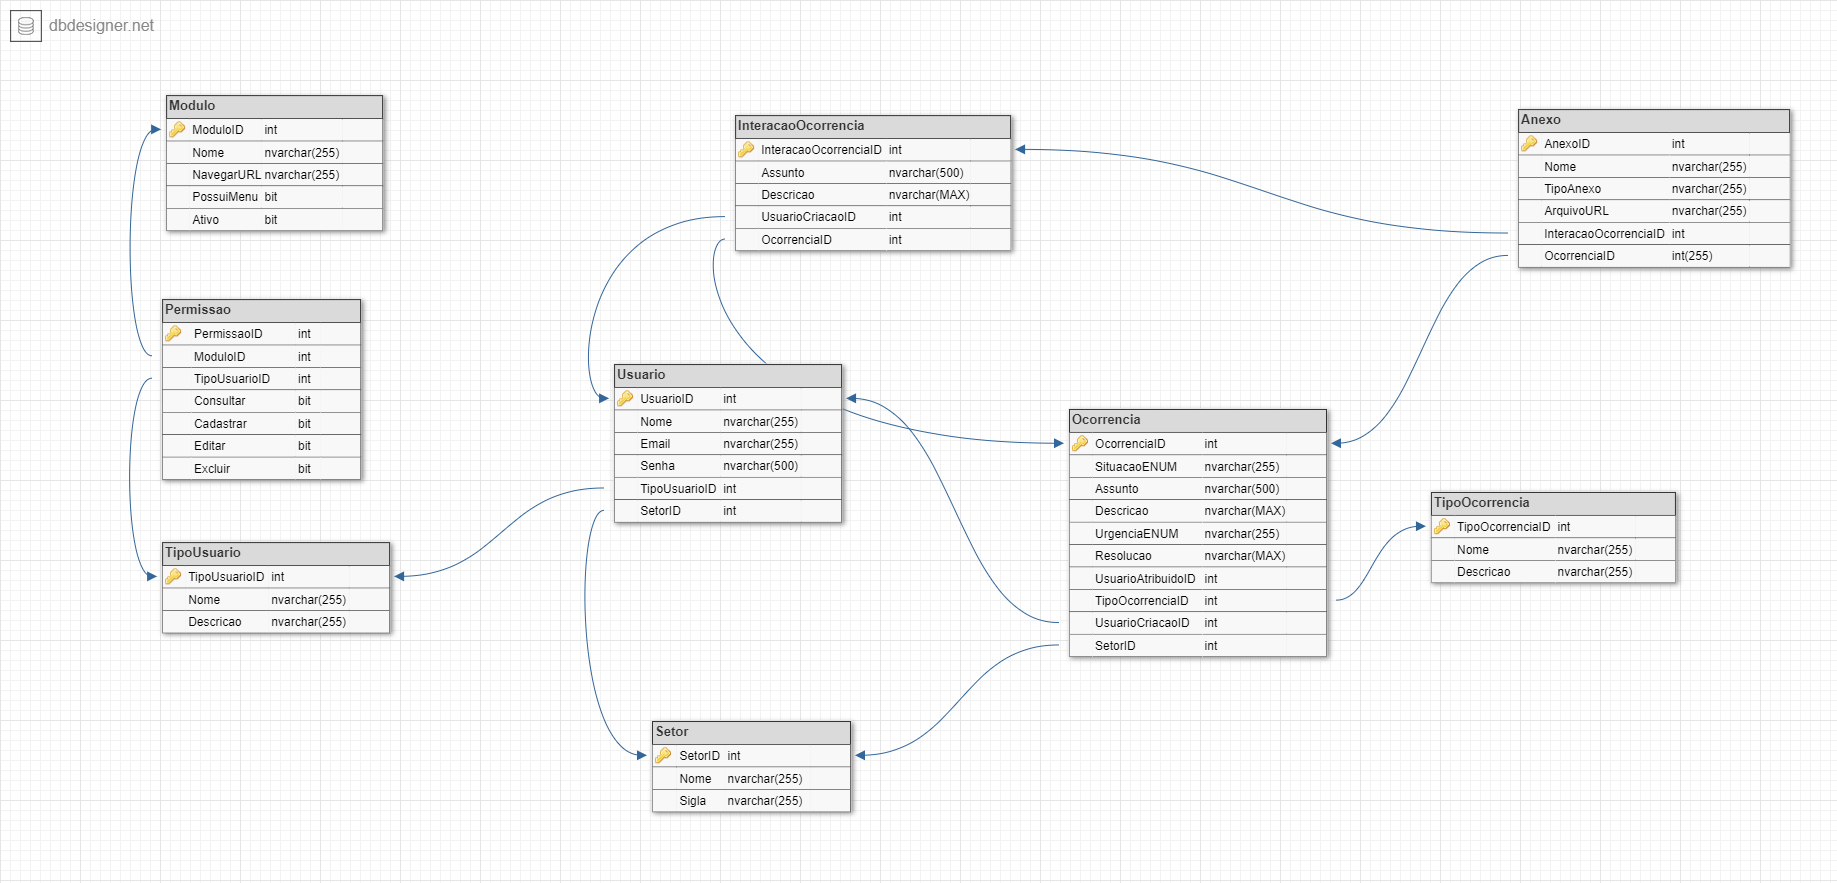 dbdesigner.net
Modulo
ModuloID int
Nome nvarchar(255)
NavegarURL nvarchar(255)
PossuiMenu bit
Ativo bit
Permissao
PermissaoID int
ModuloID int
TipoUsuarioID int
Consultar bit
Cadastrar bit
Editar bit
Excluir bit
TipoUsuario
TipoUsuarioID int
Nome nvarchar(255)
Descricao nvarchar(255)
InteracaoOcorrencia
InteracaoOcorrenciaID int
Assunto nvarchar(500)
Descricao nvarchar(MAX)
UsuarioCriacaoID int
OcorrenciaID int
Usuario
UsuarioID int
Nome nvarchar(255)
Email nvarchar(255)
Senha nvarchar(500)
TipoUsuarioID int
SetorID int
Setor
SetorID int
Nome nvarchar(255)
Sigla nvarchar(255)
Ocorrencia
OcorrenciaID int
SituacaoENUM nvarchar(255)
Assunto nvarchar(500)
Descricao nvarchar(MAX)
UrgenciaENUM nvarchar(255)
Resolucao nvarchar(MAX)
UsuarioAtribuidoID int
TipoOcorrenciaID int
UsuarioCriacaoID int
SetorID int
Anexo
AnexoID int
Nome nvarchar(255)
TipoAnexo nvarchar(255)
ArquivoURL nvarchar(255)
InteracaoOcorrenciaID int
OcorrenciaID int(255)
TipoOcorrencia
TipoOcorrenciaID int
Nome nvarchar(255)
Descricao nvarchar(255)